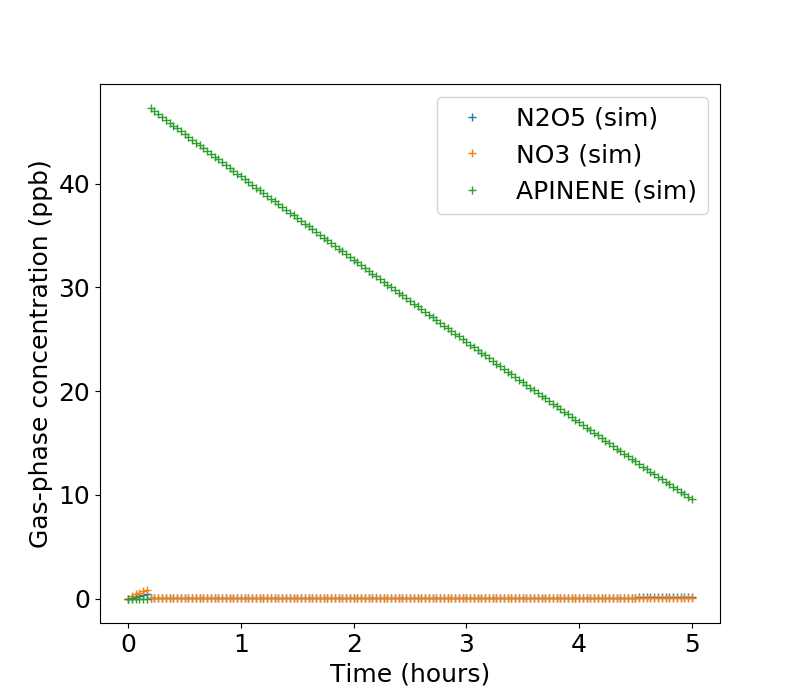 N2O5 (sim)
NO3 (sim)
APINENE (sim)
Gas-phase concentration (ppb)
40
30
20
10
0
0 1 2 3 4 5
Time (hours)